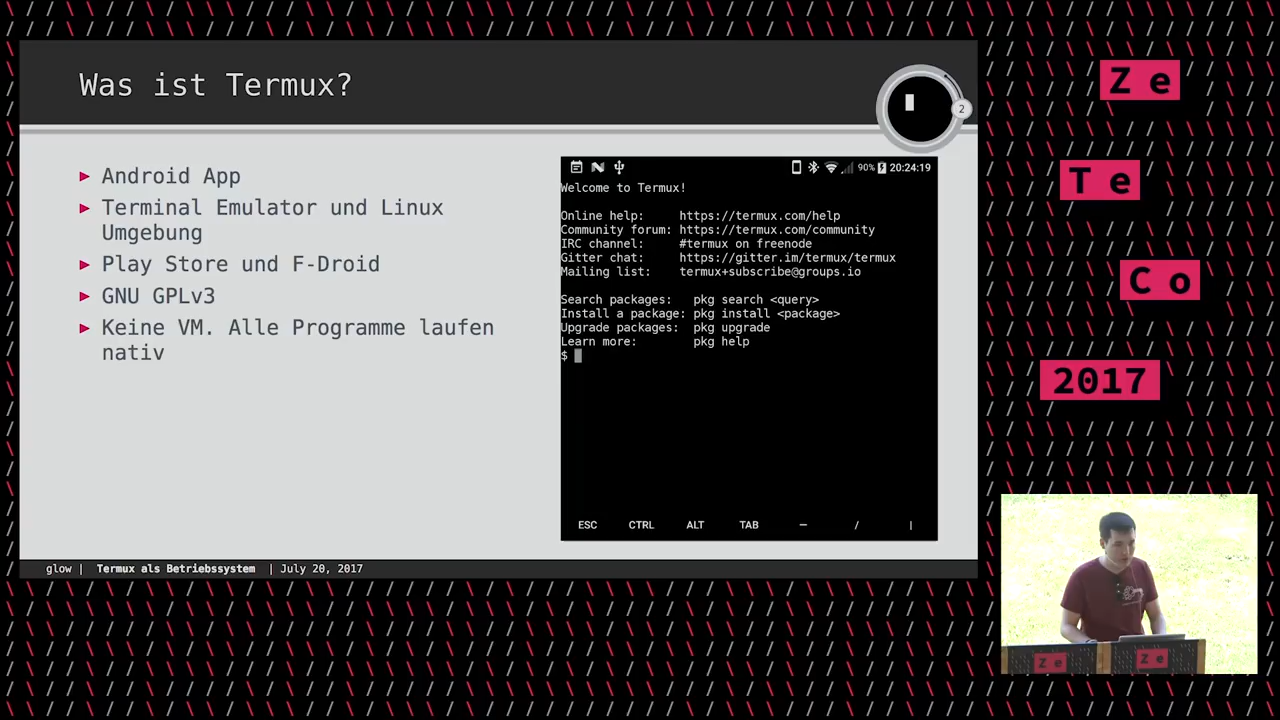 Was ist Termux?
2
► Android App
► Terminal Emulator und Linux
Umgebung
► Play Store und F-Droid
► GNU GPLv3
► Keine VM. Alle Programme laufen
nativ
90% 20:24:19
Welcome to Termux!
Online help: https://termux.com/help
Community forum: https://termux.com/community
IRC channel: #termux on freenode
Gitter chat: https://gitter.im/termux/termux
Mailing list: termux+subscribe@groups.io
Search packages: pkg search <query>
Install a package: pkg install <package>
Upgrade packages: pkg upgrade
Learn more: pkg help
$
ESC CTRL ALT TAB — / |
glow | Termux als Betriebssystem | July 20, 2017
Z e
T e
C o
2017
Z e
Z e